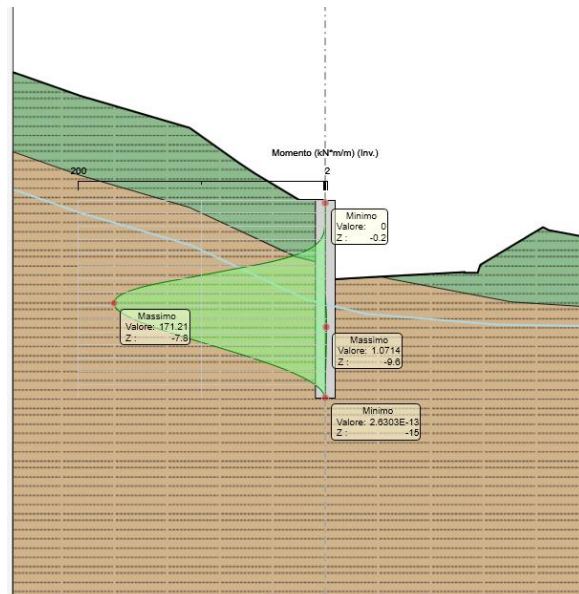 Momento (kN*m/m) (Inv.)
200 2
Minimo
Valore: 0
Z : -0.2
Massimo
Valore: 171.21
Z : -7.8
Massimo
Valore: 1.0714
Z : -9.6
Minimo
Valore: 2.6303E-13
Z : -15